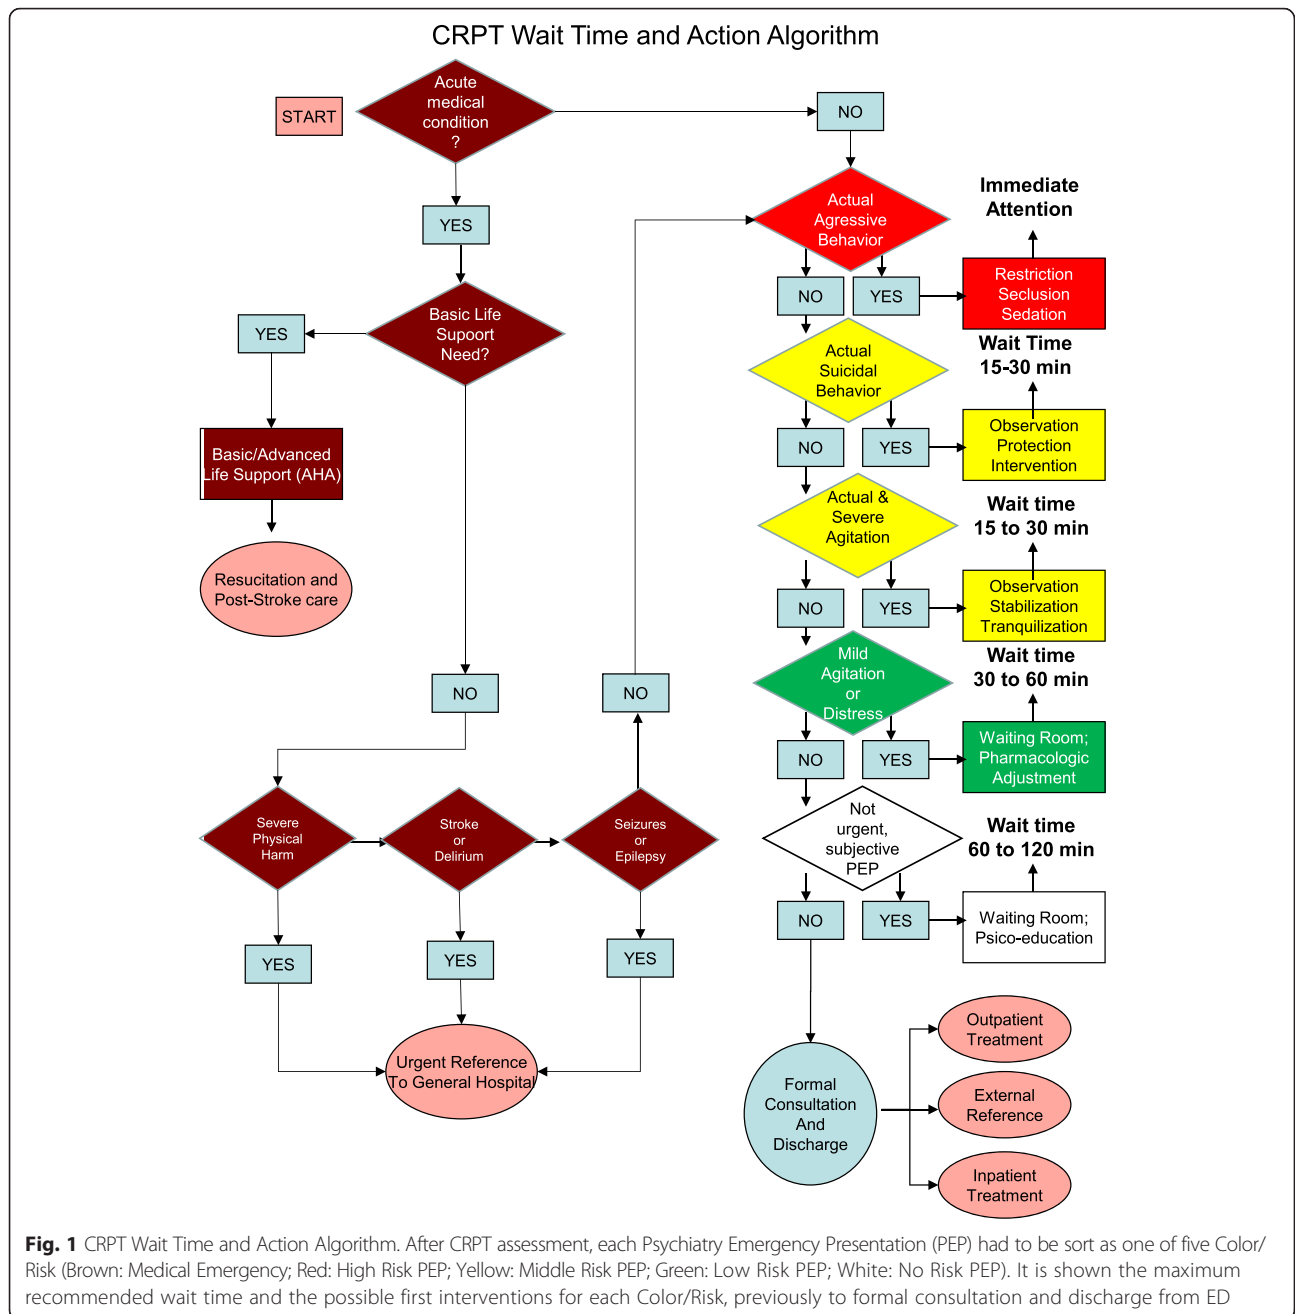 CRPT Wait Time and Action Algorithm
START
Acute
medical
condition
?
NO
YES
Basic Life
Supoort
Need?
YES
Basic/Advanced
Life Support (AHA)
Resucitation and
Post-Stroke care
NO
Severe
Physical
Harm
Stroke
or
Delirium
Seizures
or
Epilepsy
NO
YES
YES
YES
Urgent Reference
To General Hospital
Actual
Agressive
Behavior
NO
YES
Restriction
Seclusion
Sedation
Immediate
Attention
Actual
Suicidal
Behavior
NO
YES
Observation
Protection
Intervention
Wait Time
15-30 min
Actual &
Severe
Agitation
NO
YES
Observation
Stabilization
Tranquilization
Wait time
15 to 30 min
Mild
Agitation
or
Distress
NO
YES
Waiting Room;
Pharmacologic
Adjustment
Wait time
30 to 60 min
Not
urgent,
subjective
PEP
NO
YES
Waiting Room;
Psico-education
Wait time
60 to 120 min
Formal
Consultation
And
Discharge
Outpatient
Treatment
External
Reference
Inpatient
Treatment
Fig. 1 CRPT Wait Time and Action Algorithm. After CRPT assessment, each Psychiatry Emergency Presentation (PEP) had to be sort as one of five Color/
Risk (Brown: Medical Emergency; Red: High Risk PEP; Yellow: Middle Risk PEP; Green: Low Risk PEP; White: No Risk PEP). It is shown the maximum
recommended wait time and the possible first interventions for each Color/Risk, previously to formal consultation and discharge from ED